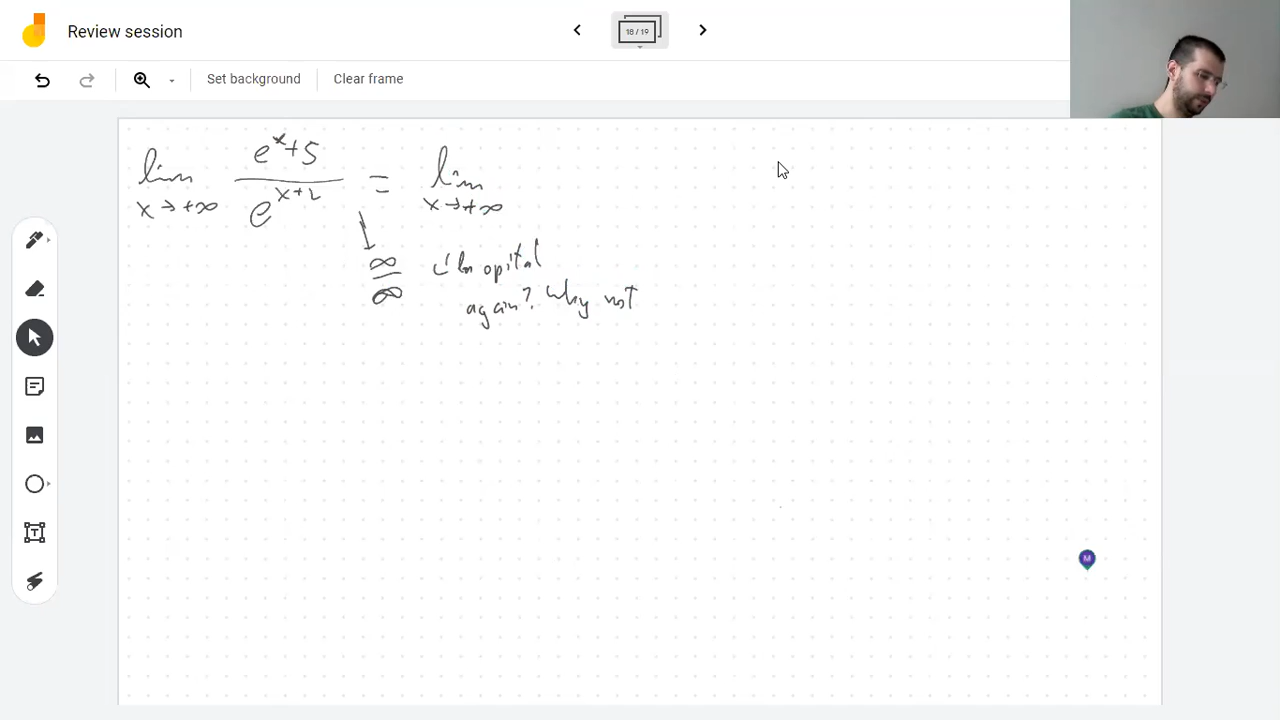 Review session
18 / 19
Set background
Clear frame
lim x→+∞ (e^x+5)/(e^(x+2)) = lim x→+∞
∞/∞ L'hopital
again? Why not
M